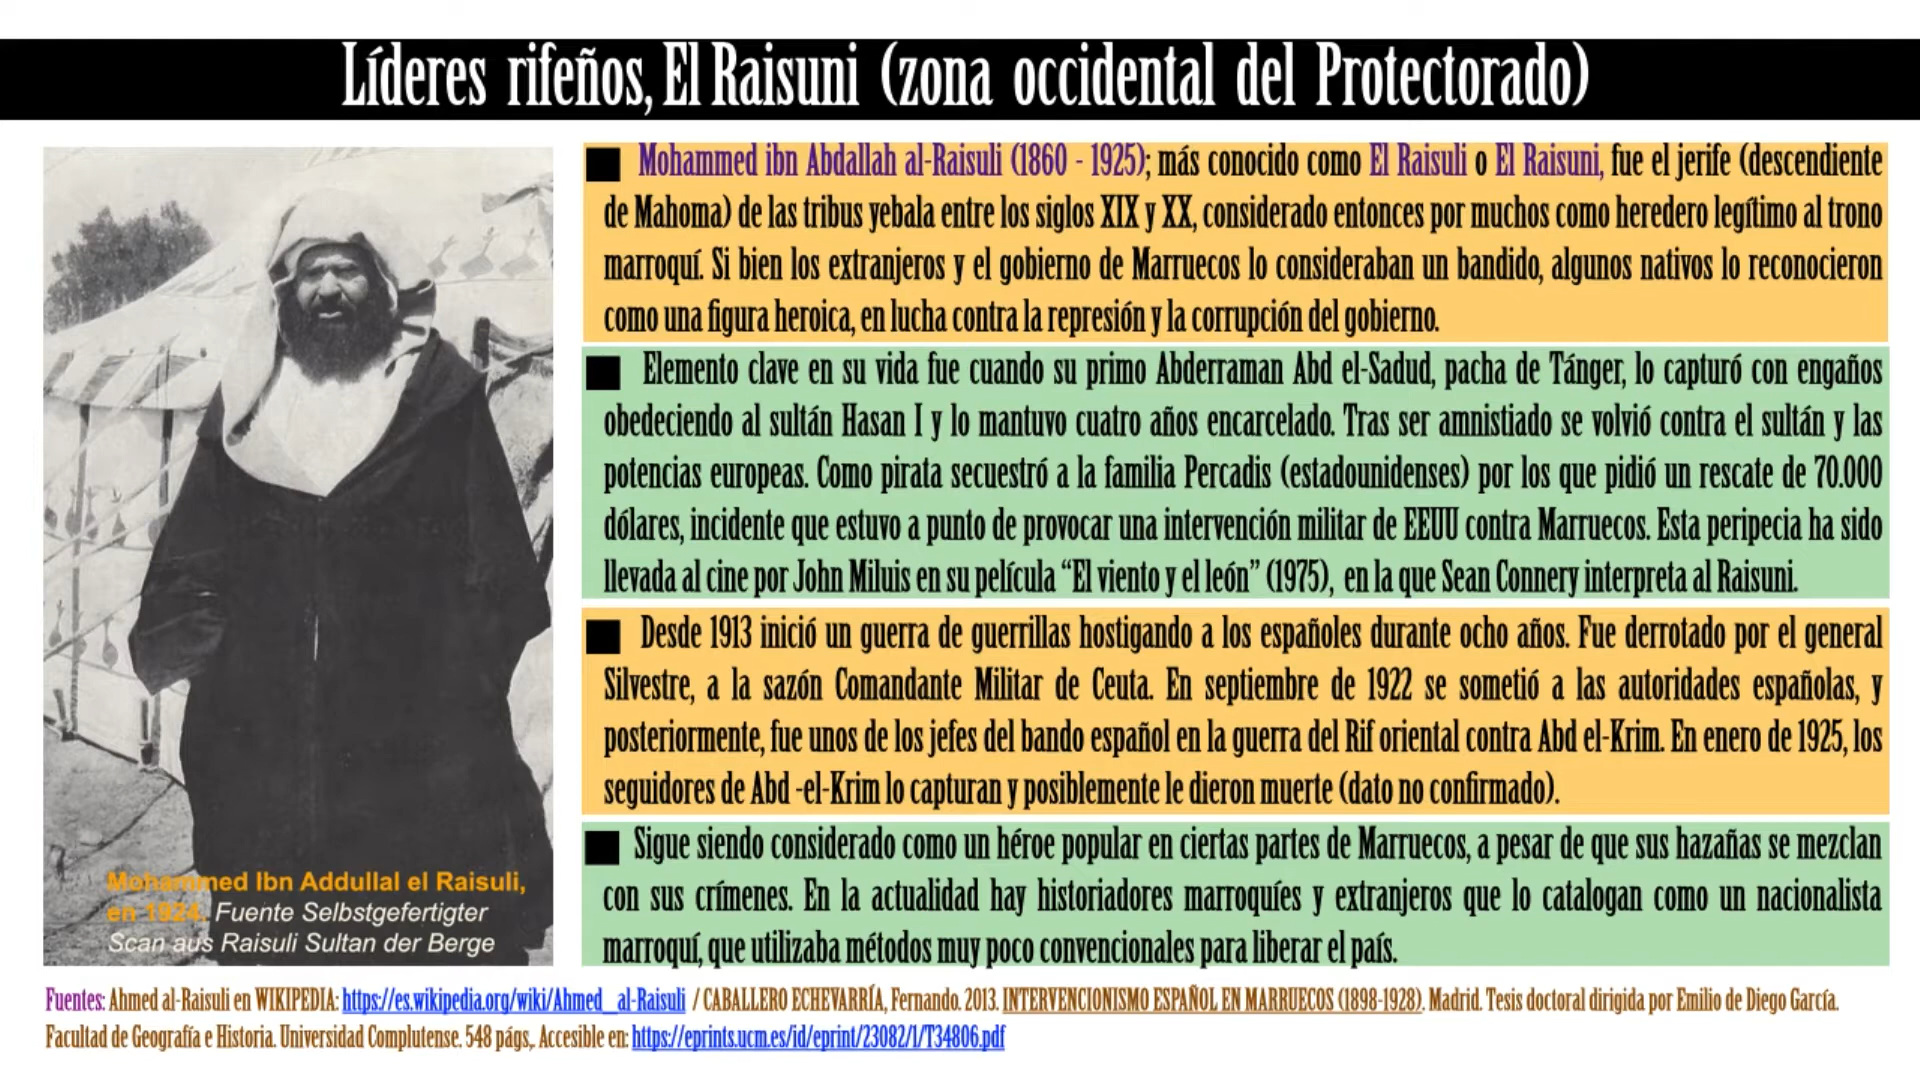 Líderes rifeños, El Raisuni (zona occidental del Protectorado)
Mohammed ibn Abdallah al-Raisuli (1860 - 1925); más conocido como El Raisuli o El Raisuni, fue el jerife (descendiente
de Mahoma) de las tribus yebala entre los siglos XIX y XX, considerado entonces por muchos como heredero legítimo al trono
marroquí. Si bien los extranjeros y el gobierno de Marruecos lo consideraban un bandido, algunos nativos lo reconocieron
como una figura heroica, en lucha contra la represión y la corrupción del gobierno.
Elemento clave en su vida fue cuando su primo Abderraman Abd el-Sadud, pacha de Tánger, lo capturó con engaños
obedeciendo al sultán Hasan I y lo mantuvo cuatro años encarcelado. Tras ser amnistiado se volvió contra el sultán y las
potencias europeas. Como pirata secuestró a la familia Percadis (estadounidenses) por los que pidió un rescate de 70.000
dólares, incidente que estuvo a punto de provocar una intervención militar de EEUU contra Marruecos. Esta peripecia ha sido
llevada al cine por John Miluis en su película “El viento y el león” (1975), en la que Sean Connery interpreta al Raisuni.
Desde 1913 inició un guerra de guerrillas hostigando a los españoles durante ocho años. Fue derrotado por el general
Silvestre, a la sazón Comandante Militar de Ceuta. En septiembre de 1922 se sometió a las autoridades españolas, y
posteriormente, fue unos de los jefes del bando español en la guerra del Rif oriental contra Abd el-Krim. En enero de 1925, los
seguidores de Abd -el-Krim lo capturan y posiblemente le dieron muerte (dato no confirmado).
Sigue siendo considerado como un héroe popular en ciertas partes de Marruecos, a pesar de que sus hazañas se mezclan
con sus crímenes. En la actualidad hay historiadores marroquíes y extranjeros que lo catalogan como un nacionalista
marroquí, que utilizaba métodos muy poco convencionales para liberar el país.
Mohammed Ibn Addullal el Raisuli,
en 1924. Fuente Selbstgefertigter
Scan aus Raisuli Sultan der Berge
Fuentes: Ahmed al-Raisuli en WIKIPEDIA: https://es.wikipedia.org/wiki/Ahmed_al-Raisuli / CABALLERO ECHEVARRÍA, Fernando. 2013. INTERVENCIONISMO ESPAÑOL EN MARRUECOS (1898-1928). Madrid. Tesis doctoral dirigida por Emilio de Diego García.
Facultad de Geografía e Historia. Universidad Complutense. 548 págs,. Accesible en: https://eprints.ucm.es/id/eprint/23082/1/T34806.pdf